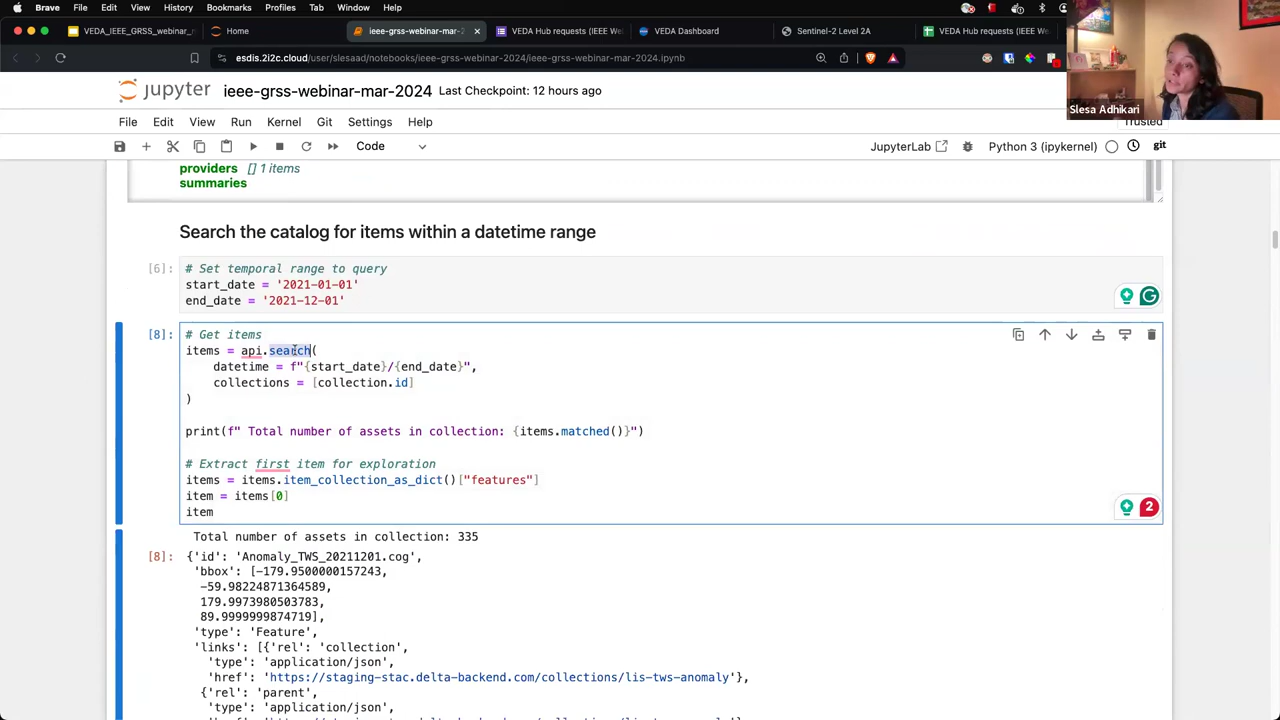 Brave File Edit View History Bookmarks Profiles Tab Window Help
VEDA_IEEE_GRSS_webinar_m
Home
ieee-grss-webinar-mar-2
VEDA Hub requests (IEEE We
VEDA Dashboard
Sentinel-2 Level 2A
VEDA Hub requests (IEEE W
esdis.2i2c.cloud/user/slesaad/notebooks/ieee-grss-webinar-2024/ieee-grss-webinar-mar-2024.ipynb
Slesa Adhikari
jupyter ieee-grss-webinar-mar-2024 Last Checkpoint: 12 hours ago
File Edit View Run Kernel Git Settings Help
Trusted
Code
JupyterLab Python 3 (ipykernel) git
providers [] 1 items
summaries
Search the catalog for items within a datetime range
[6]: # Set temporal range to query
start_date = '2021-01-01'
end_date = '2021-12-01'
[8]: # Get items
items = api.search(
datetime = f"{start_date}/{end_date}",
collections = [collection.id]
)
print(f" Total number of assets in collection: {items.matched()}")
# Extract first item for exploration
items = items.item_collection_as_dict()["features"]
item = items[0]
item
2
Total number of assets in collection: 335
[8]: {'id': 'Anomaly_TWS_20211201.cog',
'bbox': [-179.9500000157243,
-59.98224871364589,
179.9973980503783,
89.9999999874719],
'type': 'Feature',
'links': [{'rel': 'collection',
'type': 'application/json',
'href': 'https://staging-stac.delta-backend.com/collections/lis-tws-anomaly'},
{'rel': 'parent',
'type': 'application/json',